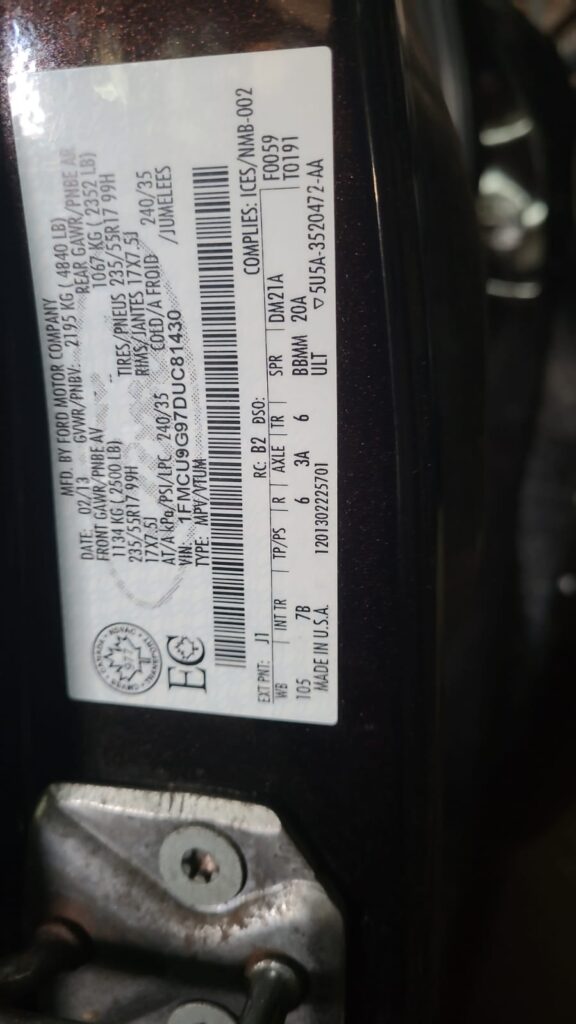 MFD. BY FORD MOTOR COMPANY
DATE: 02/13 GVWR/PNBV: 2195 KG ( 4840 LB)
FRONT GAWR/PNBE AV REAR GAWR/PNBE AR
1134 KG ( 2500 LB) 1067 KG ( 2352 LB)
235/55R17 99H TIRES/PNEUS 235/55R17 99H
17X7.5J RIMS/JANTES 17X7.5J
AT/A kPa/PSI/LPC 240/35 COLD/A FROID 240/35
VIN: 1FMCU9G97DUC81430 /JUMELEES
TYPE: MPV/VTUM
EC
COMPLIES: ICES/NMB-002
EXT PNT: J1 RC: B2 DSO: F0059
WB INT TR TP/PS R AXLE TR SPR DM21A T0191
105 7B 6 3A 6 BBMM 20A
MADE IN U.S.A. 1201302225701 ULT ▽5U5A-3520472-AA